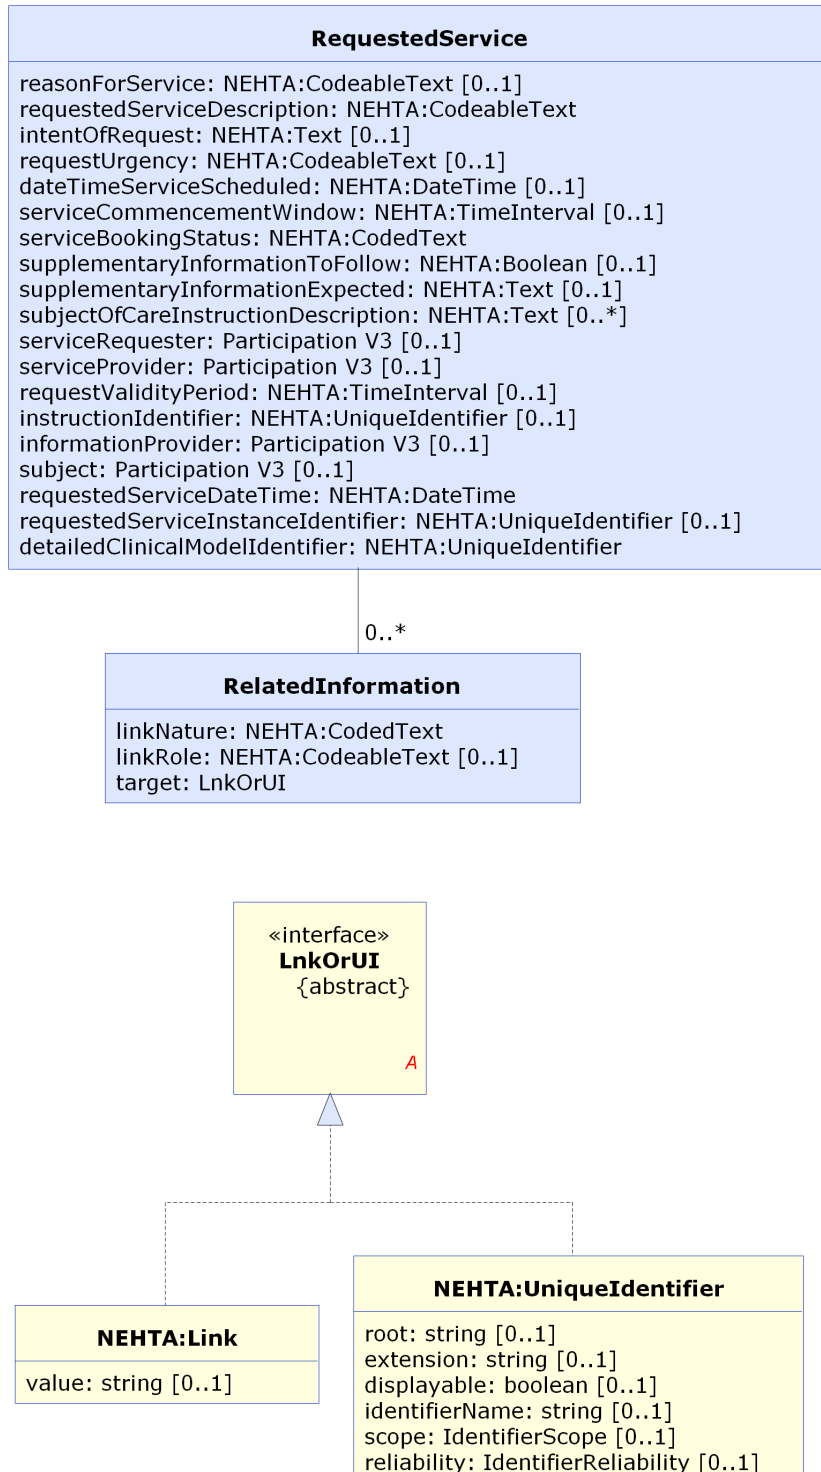 RequestedService
reasonForService: NEHTA:CodeableText [0..1]
requestedServiceDescription: NEHTA:CodeableText
intentOfRequest: NEHTA:Text [0..1]
requestUrgency: NEHTA:CodeableText [0..1]
dateTimeServiceScheduled: NEHTA:DateTime [0..1]
serviceCommencementWindow: NEHTA:TimeInterval [0..1]
serviceBookingStatus: NEHTA:CodedText
supplementaryInformationToFollow: NEHTA:Boolean [0..1]
supplementaryInformationExpected: NEHTA:Text [0..1]
subjectOfCareInstructionDescription: NEHTA:Text [0..*]
serviceRequester: Participation V3 [0..1]
serviceProvider: Participation V3 [0..1]
requestValidityPeriod: NEHTA:TimeInterval [0..1]
instructionIdentifier: NEHTA:UniqueIdentifier [0..1]
informationProvider: Participation V3 [0..1]
subject: Participation V3 [0..1]
requestedServiceDateTime: NEHTA:DateTime
requestedServiceInstanceIdentifier: NEHTA:UniqueIdentifier [0..1]
detailedClinicalModelIdentifier: NEHTA:UniqueIdentifier
0..*
RelatedInformation
linkNature: NEHTA:CodedText
linkRole: NEHTA:CodeableText [0..1]
target: LnkOrUI
«interface»
LnkOrUI
{abstract}
A
NEHTA:Link
value: string [0..1]
NEHTA:UniqueIdentifier
root: string [0..1]
extension: string [0..1]
displayable: boolean [0..1]
identifierName: string [0..1]
scope: IdentifierScope [0..1]
reliability: IdentifierReliability [0..1]